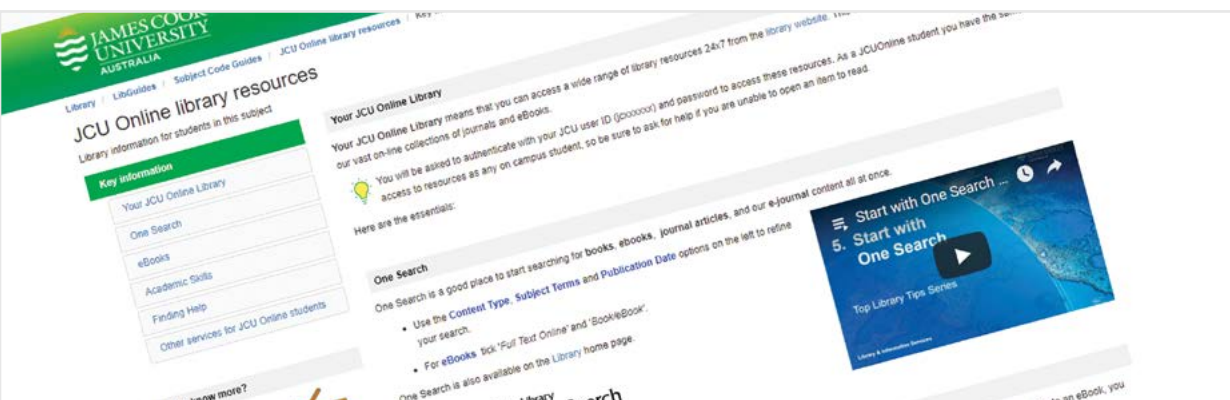 JAMES COOK
UNIVERSITY
AUSTRALIA
Library / LibGuides / Subject Code Guides / JCU Online library resources /
JCU Online library resources
Library information for students in this subject
Key information
Your JCU Online Library
One Search
eBooks
Academic Skills
Finding Help
Other services for JCU Online students
know more?
Your JCU Online Library
Your JCU Online Library means that you can access a wide range of library resources 24x7 from the library website.
our vast on-line collections of journals and eBooks.
You will be asked to authenticate with your JCU user ID (jcxxxxxx) and password to access these resources. As a JCUOnline student you have the
access to resources as any on campus student, so be sure to ask for help if you are unable to open an item to read.
Here are the essentials:
One Search
One Search is a good place to start searching for books, ebooks, journal articles, and our e-journal content all at once.
• Use the Content Type, Subject Terms and Publication Date options on the left to refine
your search.
• For eBooks tick 'Full Text Online' and 'Book/eBook'.
One Search is also available on the Library home page.
Start with One Search ...
5. Start with
One Search
Top Library Tips Series
Library & Information Services
an eBook, you